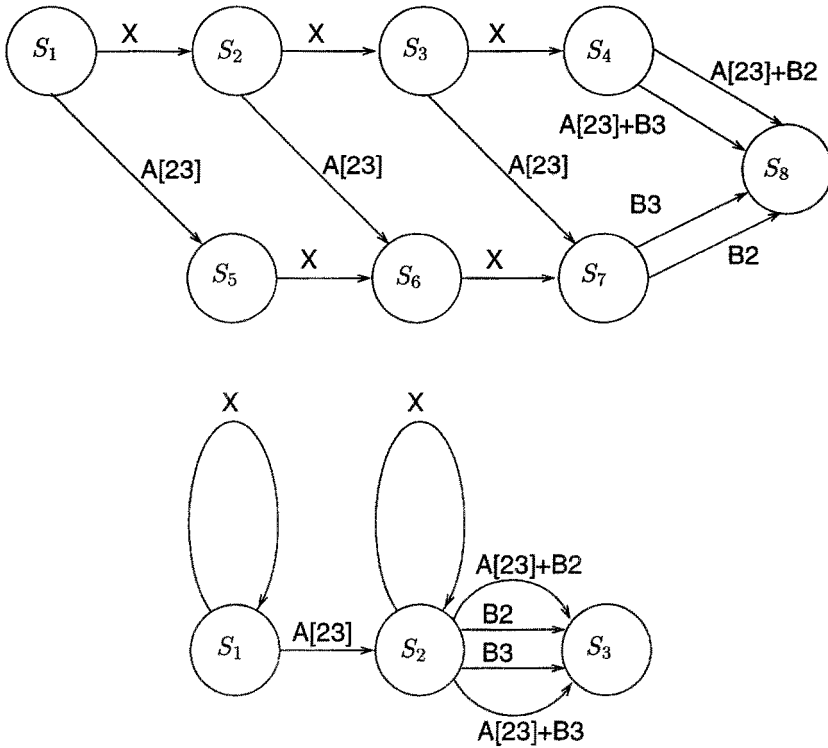 X X X
S1 S2 S3 S4
A[23]+B2
A[23]+B3
A[23] A[23] A[23]
S8
B3
X X
S5 S6 S7
B2
X X
A[23]+B2
B2
A[23]
S1 S2 S3
B3
A[23]+B3